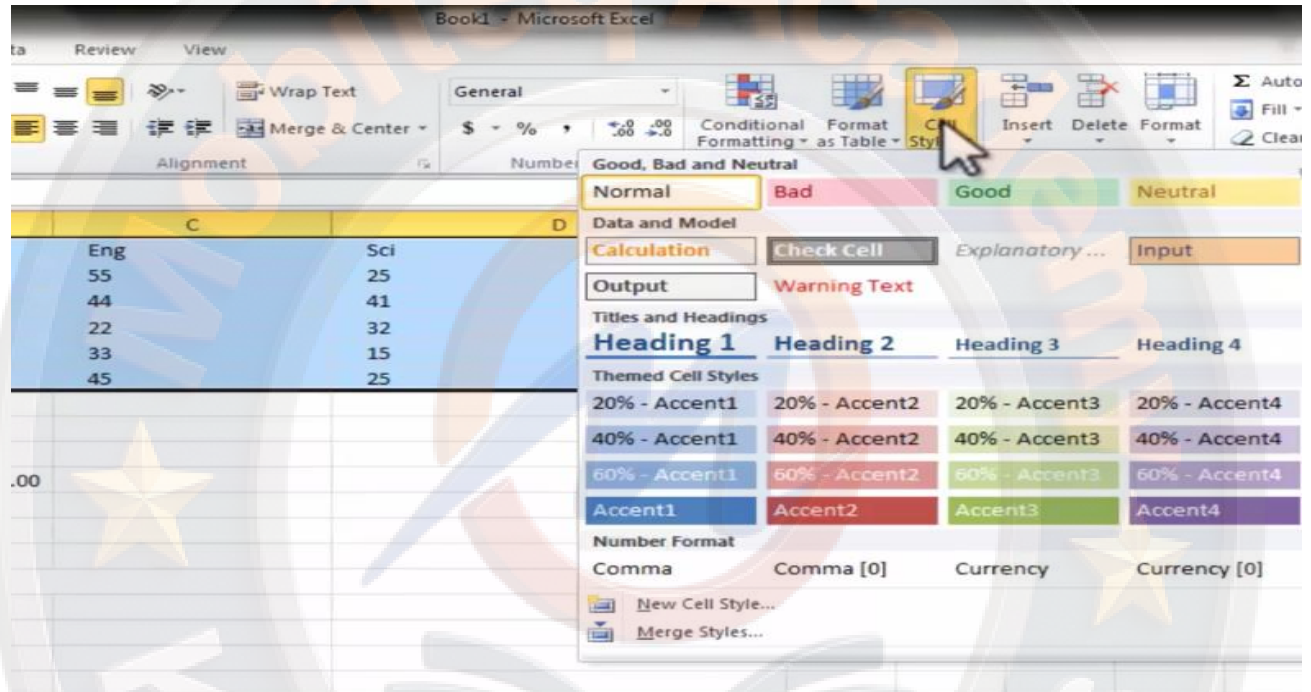 Book1 - Microsoft Excel
ta Review View
Wrap Text General Σ Auto
Fill
Merge & Center $ % , Conditional Formatting Format as Table Cell Styles Insert Delete Format Clear
Alignment Number Good, Bad and Neutral
Normal Bad Good Neutral
C D Data and Model
Eng Sci Calculation Check Cell Explanatory ... Input
55 25
44 41 Output Warning Text
22 32 Titles and Headings
33 15 Heading 1 Heading 2 Heading 3 Heading 4
45 25 Themed Cell Styles
20% - Accent1 20% - Accent2 20% - Accent3 20% - Accent4
40% - Accent1 40% - Accent2 40% - Accent3 40% - Accent4
.00 60% - Accent1 60% - Accent2 60% - Accent3 60% - Accent4
Accent1 Accent2 Accent3 Accent4
Number Format
Comma Comma [0] Currency Currency [0]
New Cell Style...
Merge Styles...